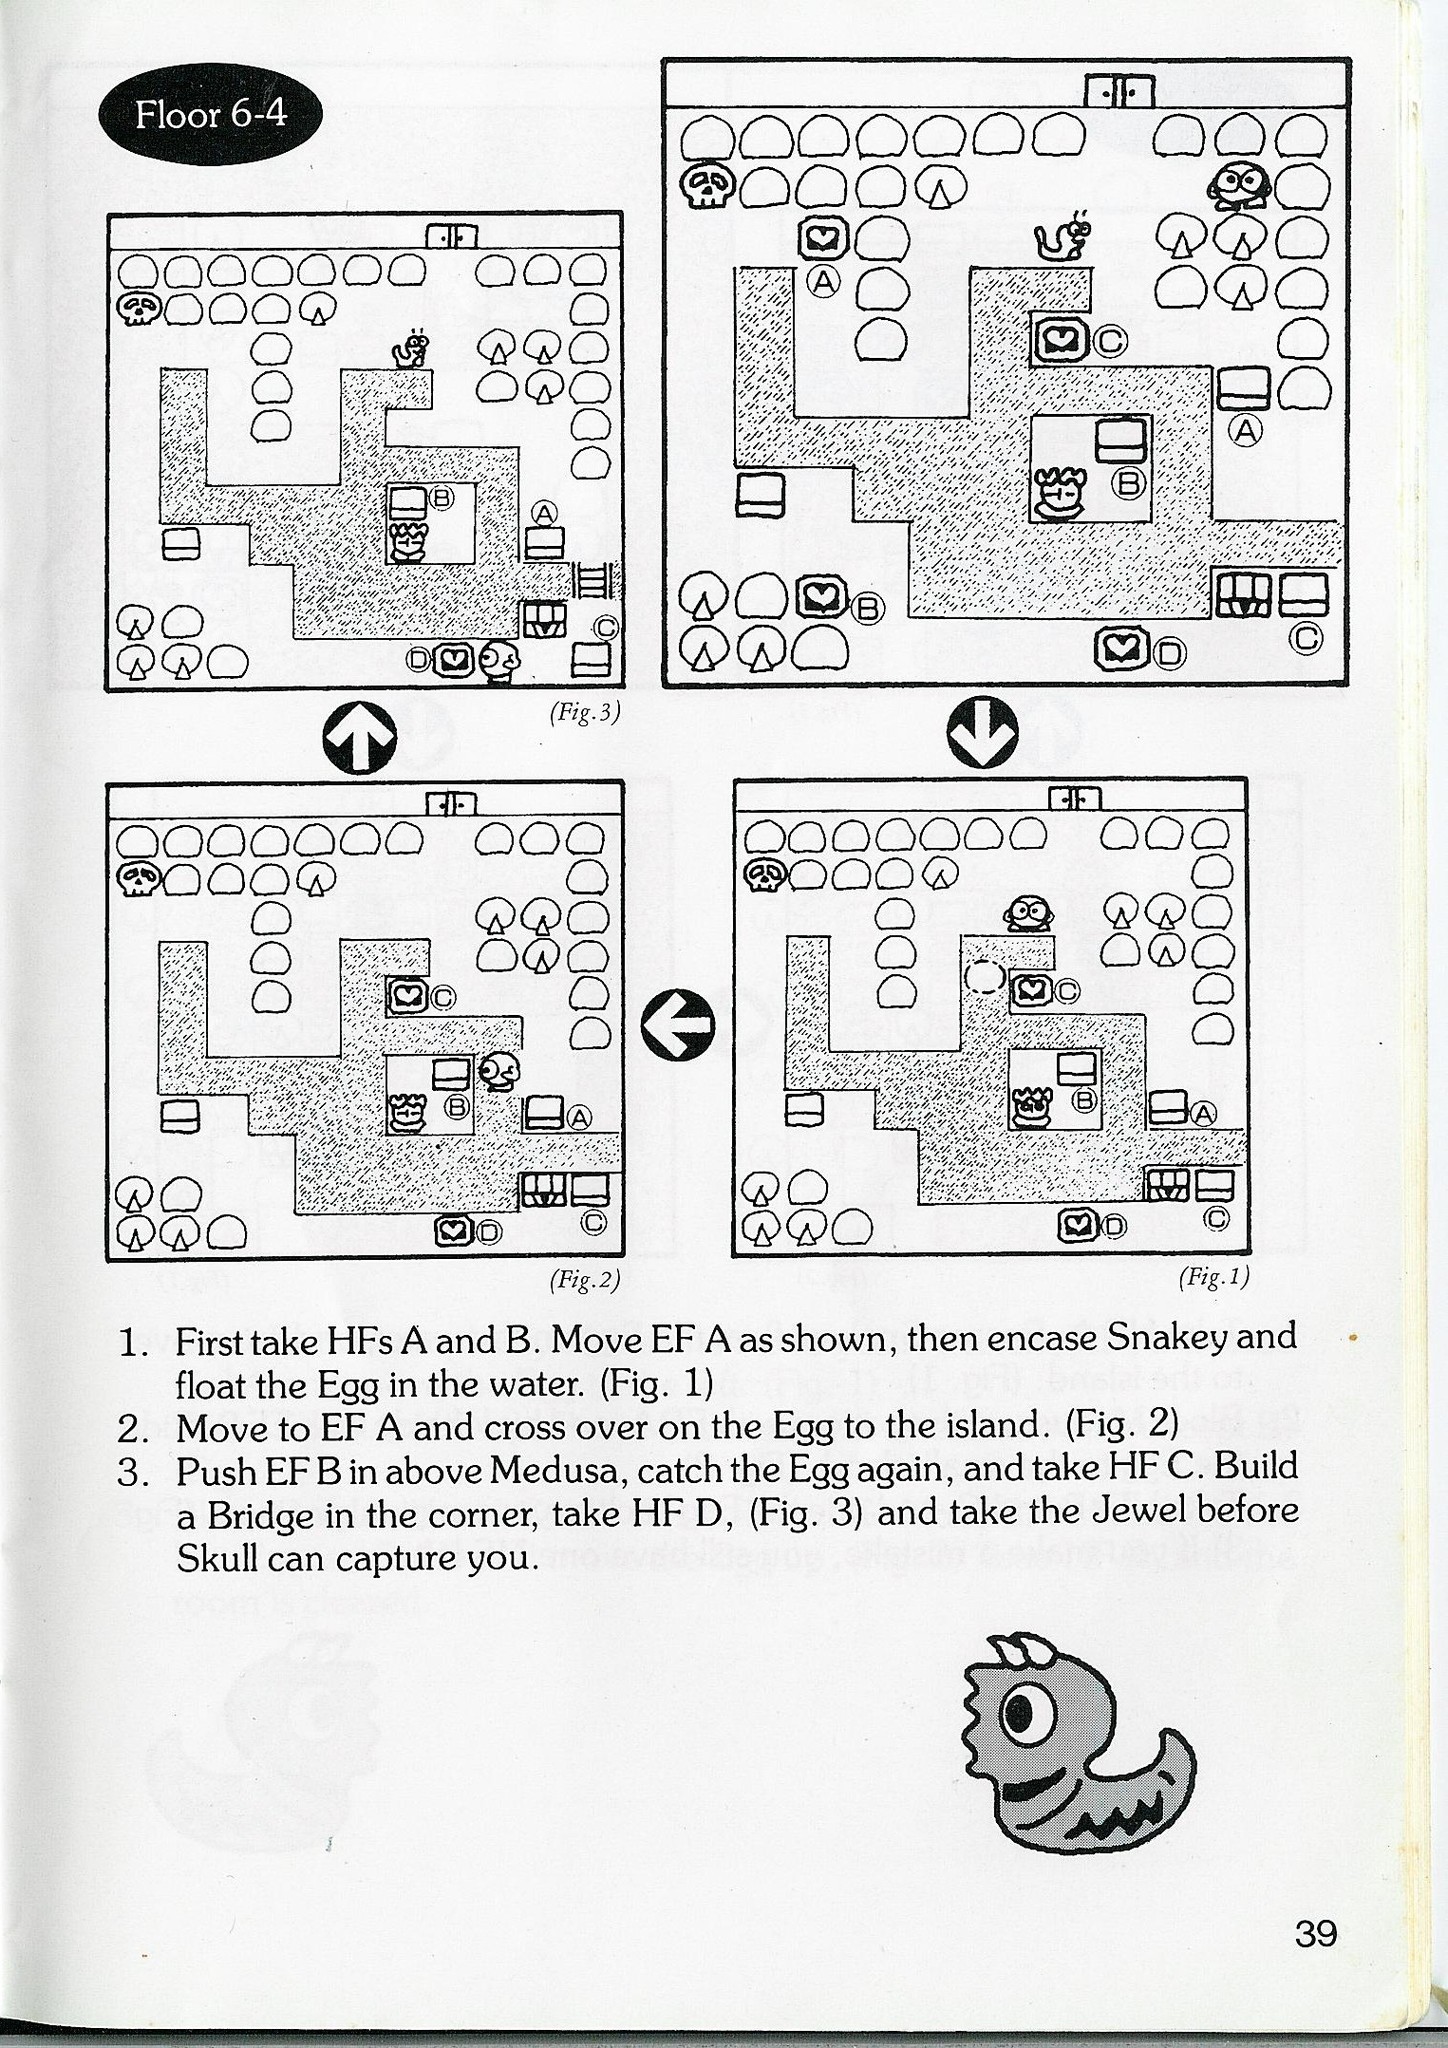 Floor 6-4
A
C
A
B
B
D
C
B
A
C
D
(Fig.3)
C
B
A
D
C
(Fig.2)
C
B
A
D
C
(Fig.1)
1. First take HFs A and B. Move EF A as shown, then encase Snakey and
float the Egg in the water. (Fig. 1)
2. Move to EF A and cross over on the Egg to the island. (Fig. 2)
3. Push EF B in above Medusa, catch the Egg again, and take HF C. Build
a Bridge in the corner, take HF D, (Fig. 3) and take the Jewel before
Skull can capture you.
39